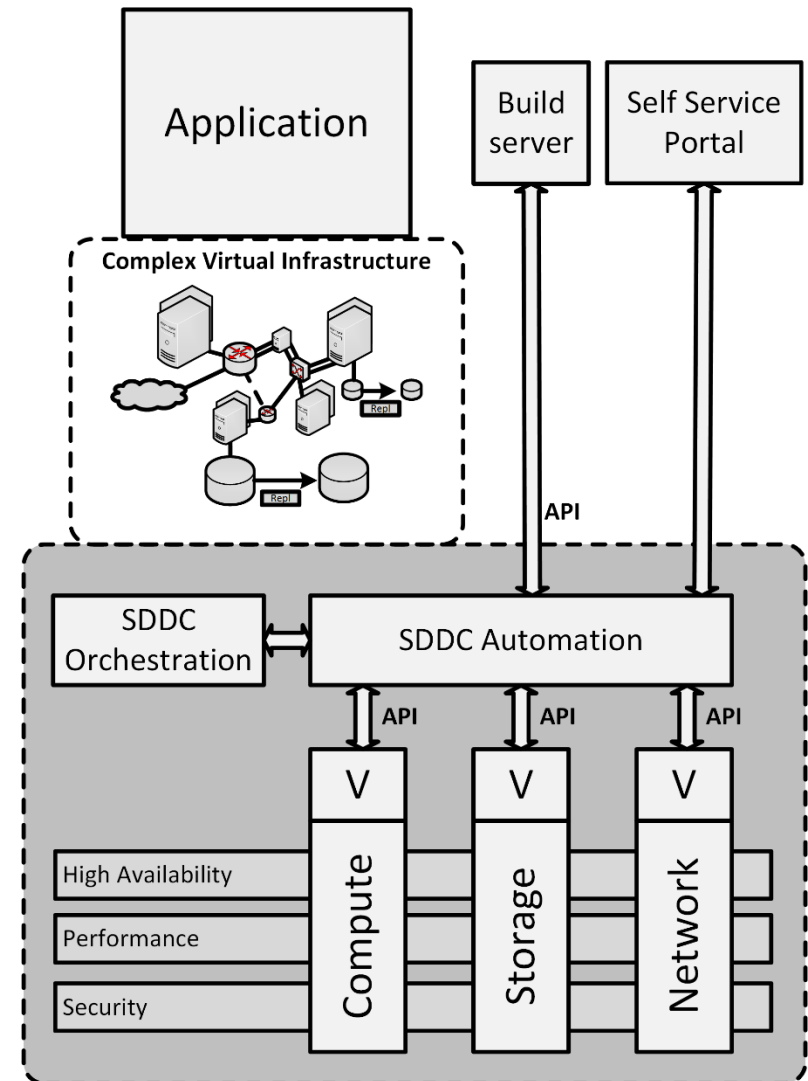 Application
Build
server
Self Service
Portal
Complex Virtual Infrastructure
Repl
Repl
API
SDDC
Orchestration
SDDC Automation
API
API
API
V
V
V
High Availability
Performance
Security
Compute
Storage
Network